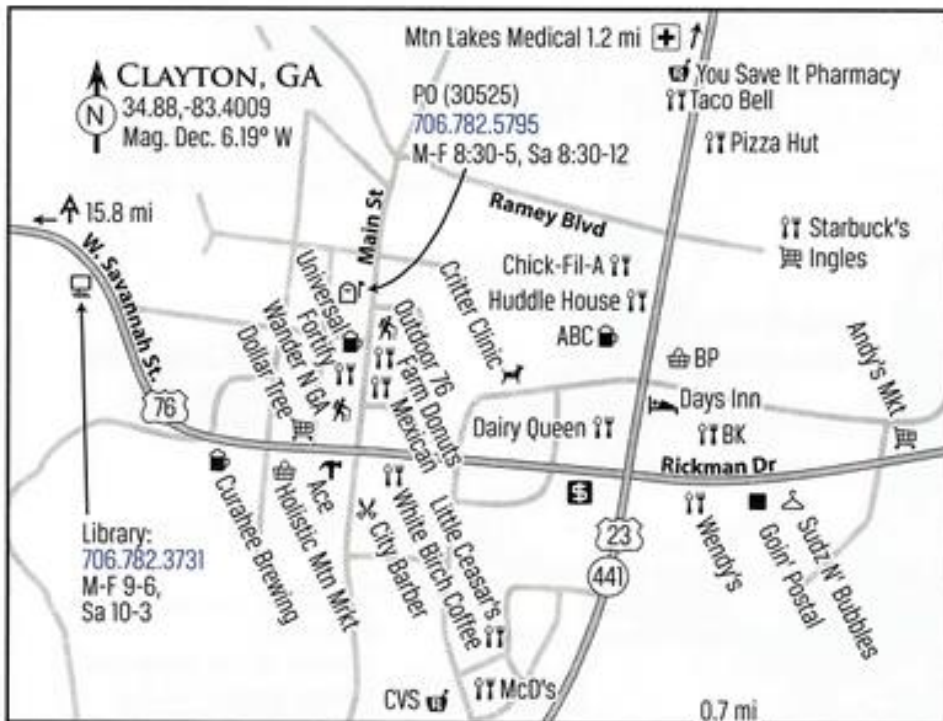 Mtn Lakes Medical 1.2 mi
CLAYTON, GA
N
34.88,-83.4009
Mag. Dec. 6.19° W
PO (30525)
706.782.5795
M-F 8:30-5, Sa 8:30-12
You Save It Pharmacy
Taco Bell
Pizza Hut
15.8 mi
Main St
Ramey Blvd
Starbuck's
Ingles
W. Savannah St.
76
Universal
Fortify
Wander N GA
Dollar Tree
Outdoor 76
Farm Donuts
Mexican
Critter Clinic
Chick-Fil-A
Huddle House
ABC
BP
Andy's Mkt
Days Inn
BK
Dairy Queen
Rickman Dr
$
23
441
Library:
706.782.3731
M-F 9-6,
Sa 10-3
Curahee Brewing
Holistic Mtn Mrkt
Ace
City Barber
White Birch Coffee
Little Ceasar's
Wendy's
Goin' Postal
Sudz N' Bubbles
CVS
McD's
0.7 mi